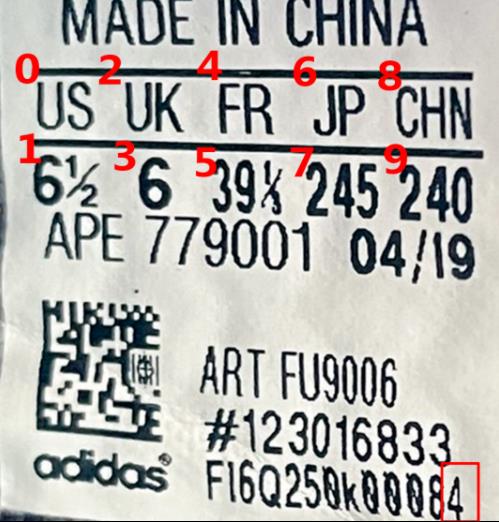 MADE IN CHINA
0 2 4 6 8
US UK FR JP CHN
1 3 5 7 9
6½ 6 39⅓ 245 240
APE 779001 04/19
ART FU9006
#123016833
adidas®
F16Q250k00084